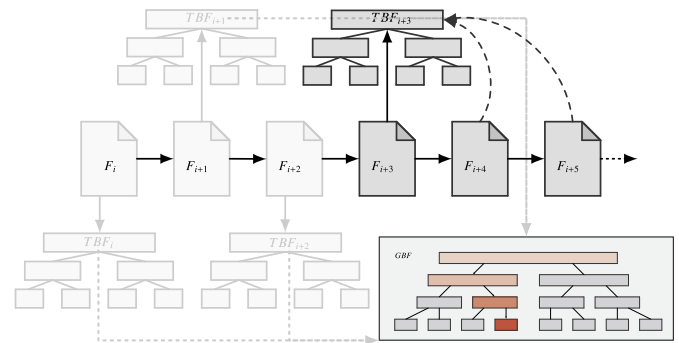 TBF_{i+1}
TBF_{i+3}
F_i
F_{i+1}
F_{i+2}
F_{i+3}
F_{i+4}
F_{i+5}
TBF_i
TBF_{i+2}
GBF